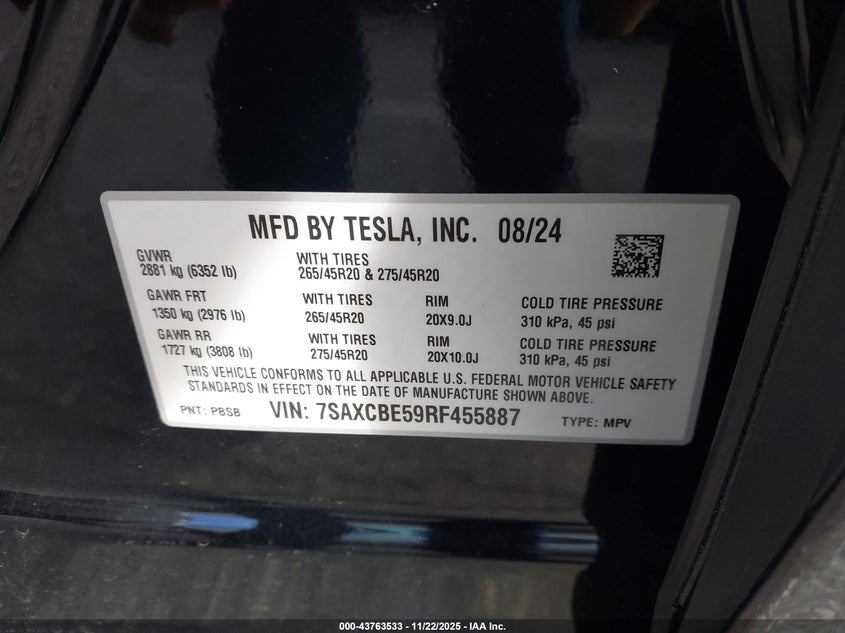 MFD BY TESLA, INC. 08/24
GVWR WITH TIRES
2881 kg (6352 lb) 265/45R20 & 275/45R20
GAWR FRT WITH TIRES RIM COLD TIRE PRESSURE
1350 kg (2976 lb) 265/45R20 20X9.0J 310 kPa, 45 psi
GAWR RR WITH TIRES RIM COLD TIRE PRESSURE
1727 kg (3808 lb) 275/45R20 20X10.0J 310 kPa, 45 psi
THIS VEHICLE CONFORMS TO ALL APPLICABLE U.S. FEDERAL MOTOR VEHICLE SAFETY
STANDARDS IN EFFECT ON THE DATE OF MANUFACTURE SHOWN ABOVE.
PNT: PBSB VIN: 7SAXCBE59RF455887 TYPE: MPV
000-43763533 - 11/22/2025 - IAA Inc.